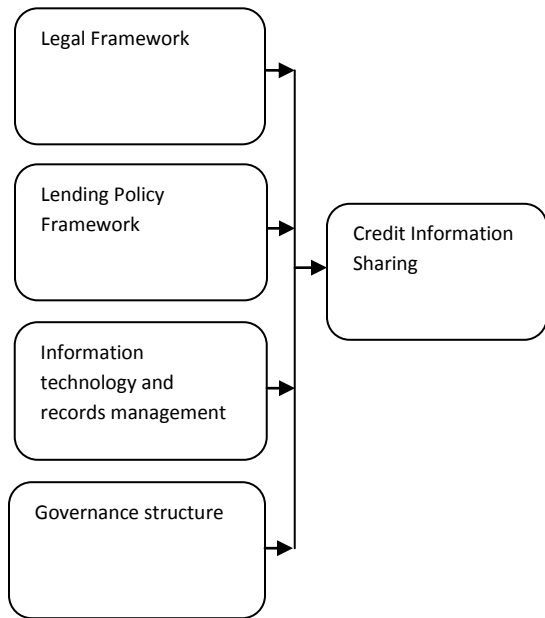 Legal Framework
Lending Policy
Framework
Credit Information
Sharing
Information
technology and
records management
Governance structure